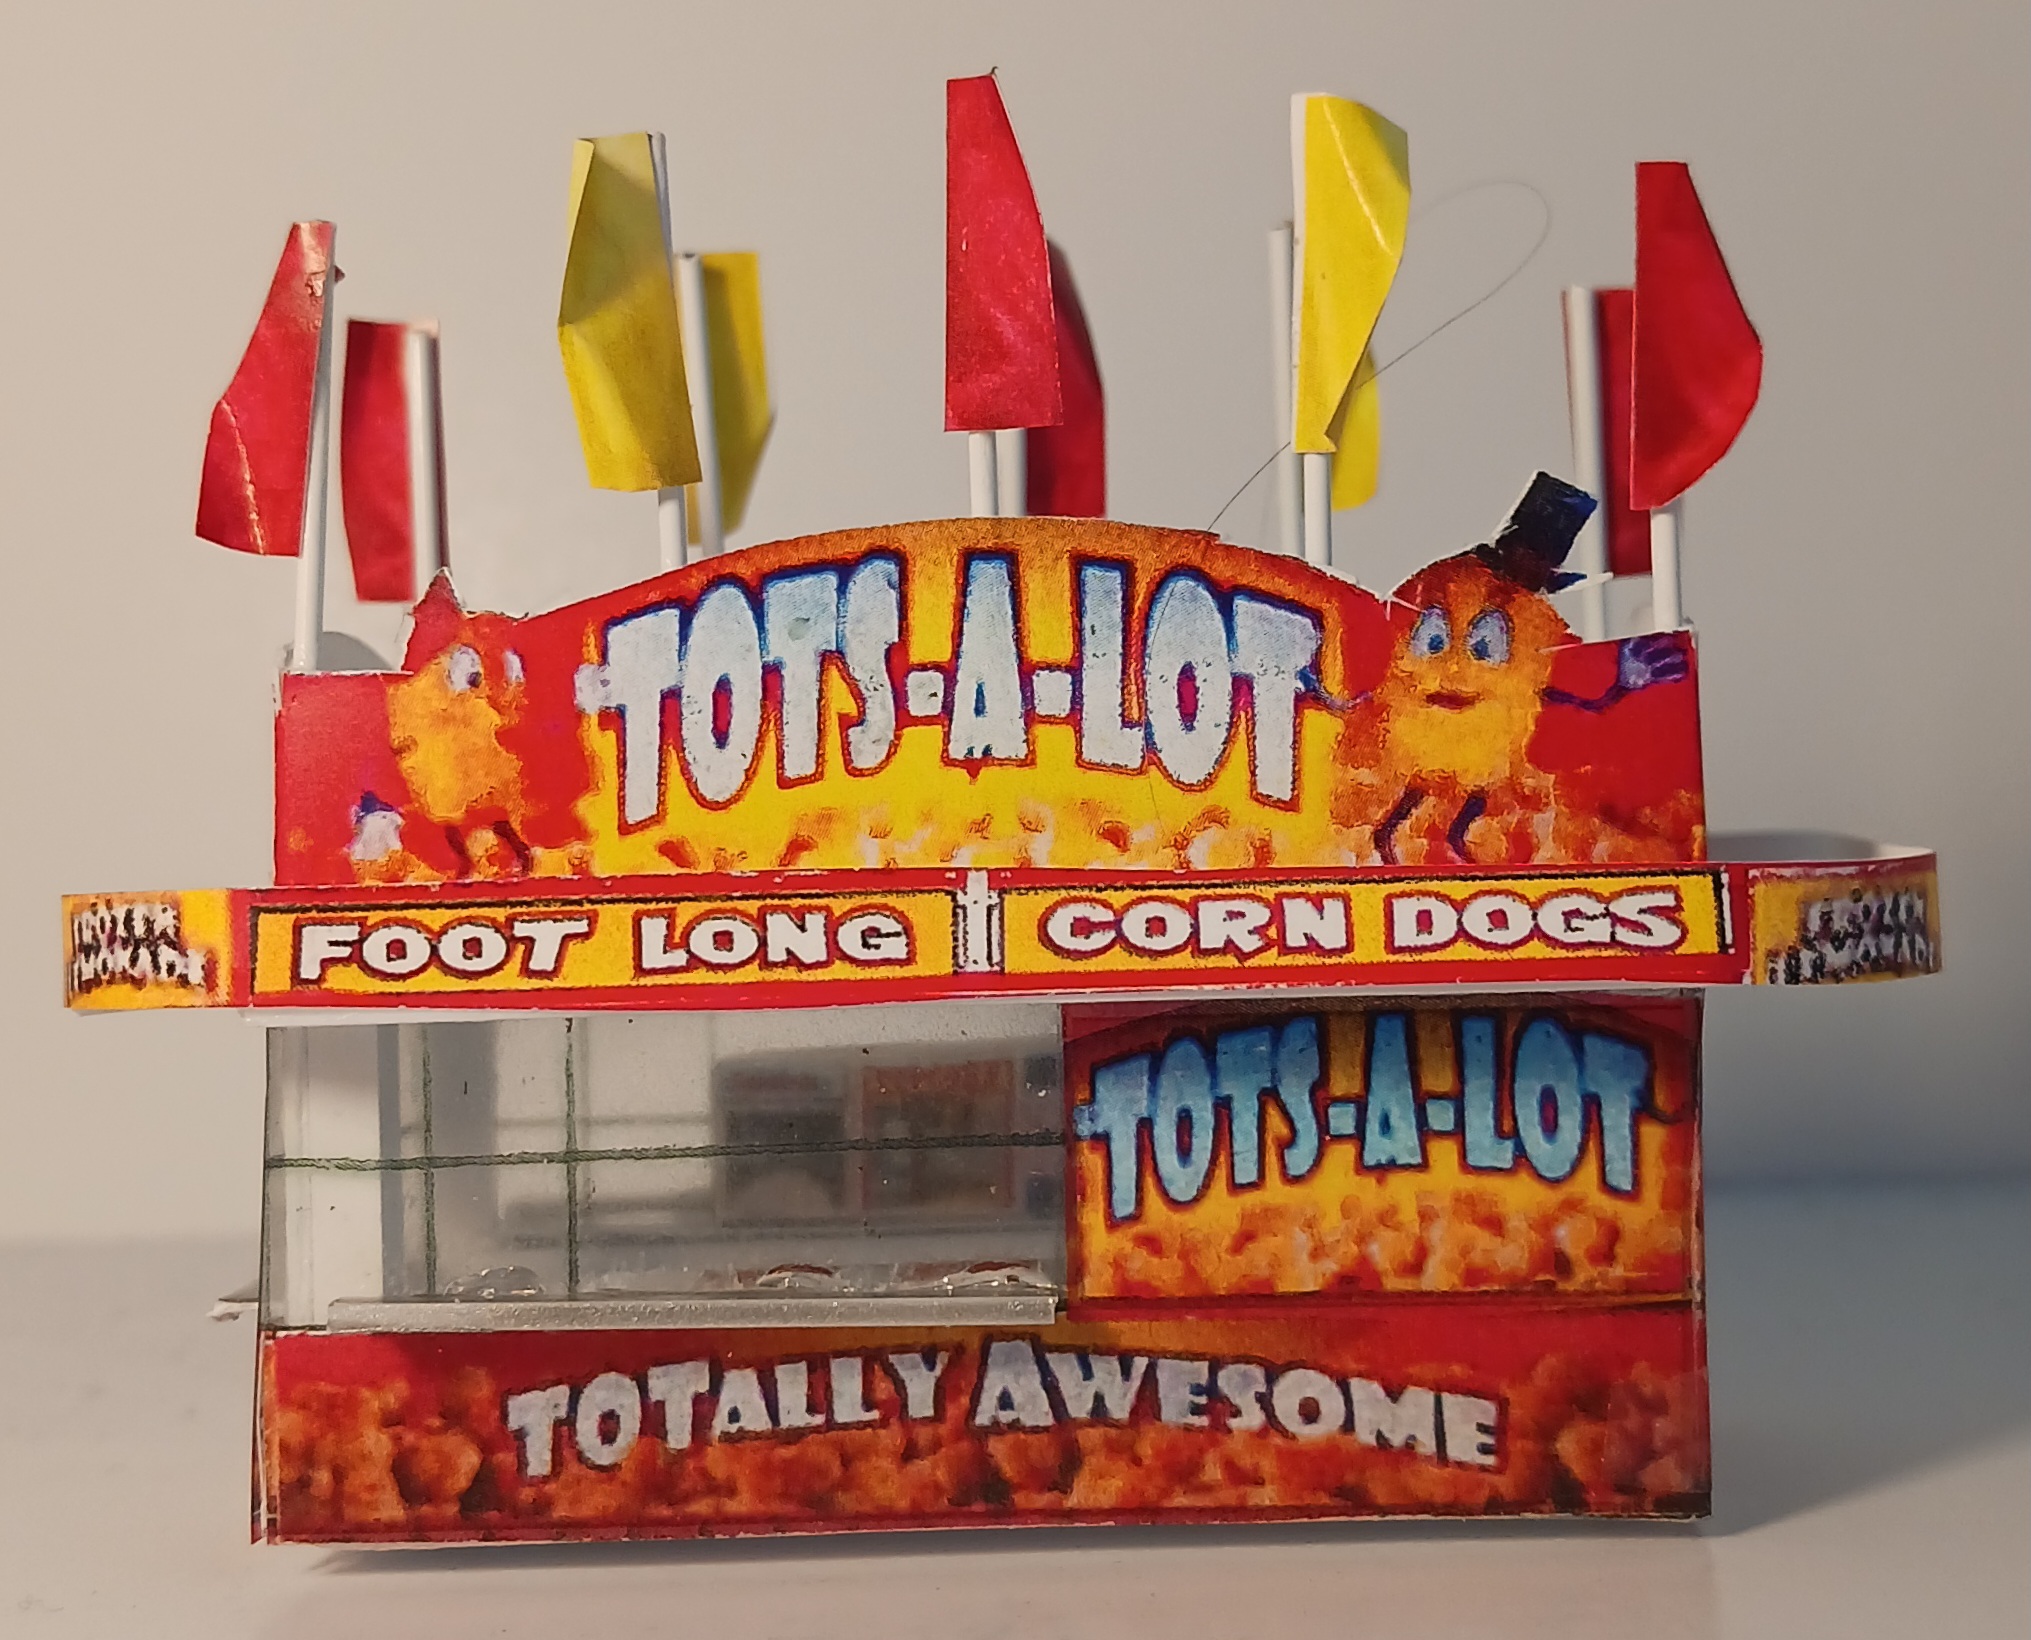 TOTS-A-LOT
FOOT LONG CORN DOGS
TOTS-A-LOT
TOTALLY AWESOME